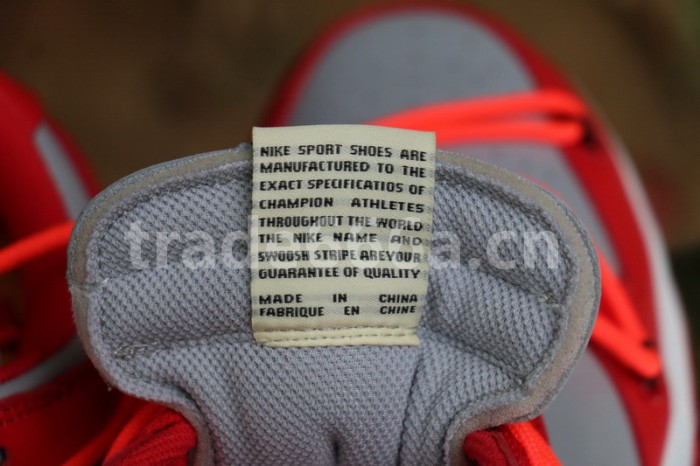 NIKE SPORT SHOES ARE
MANUFACTURED TO THE
EXACT SPECIFICATIOS OF
CHAMPION ATHLETES
THROUGHOUT THE WORLD
THE NIKE NAME AND
SWOOSH STRIPE AREYOUR
GUARANTEE OF QUALITY
MADE IN CHINA
FABRIQUE EN CHINE